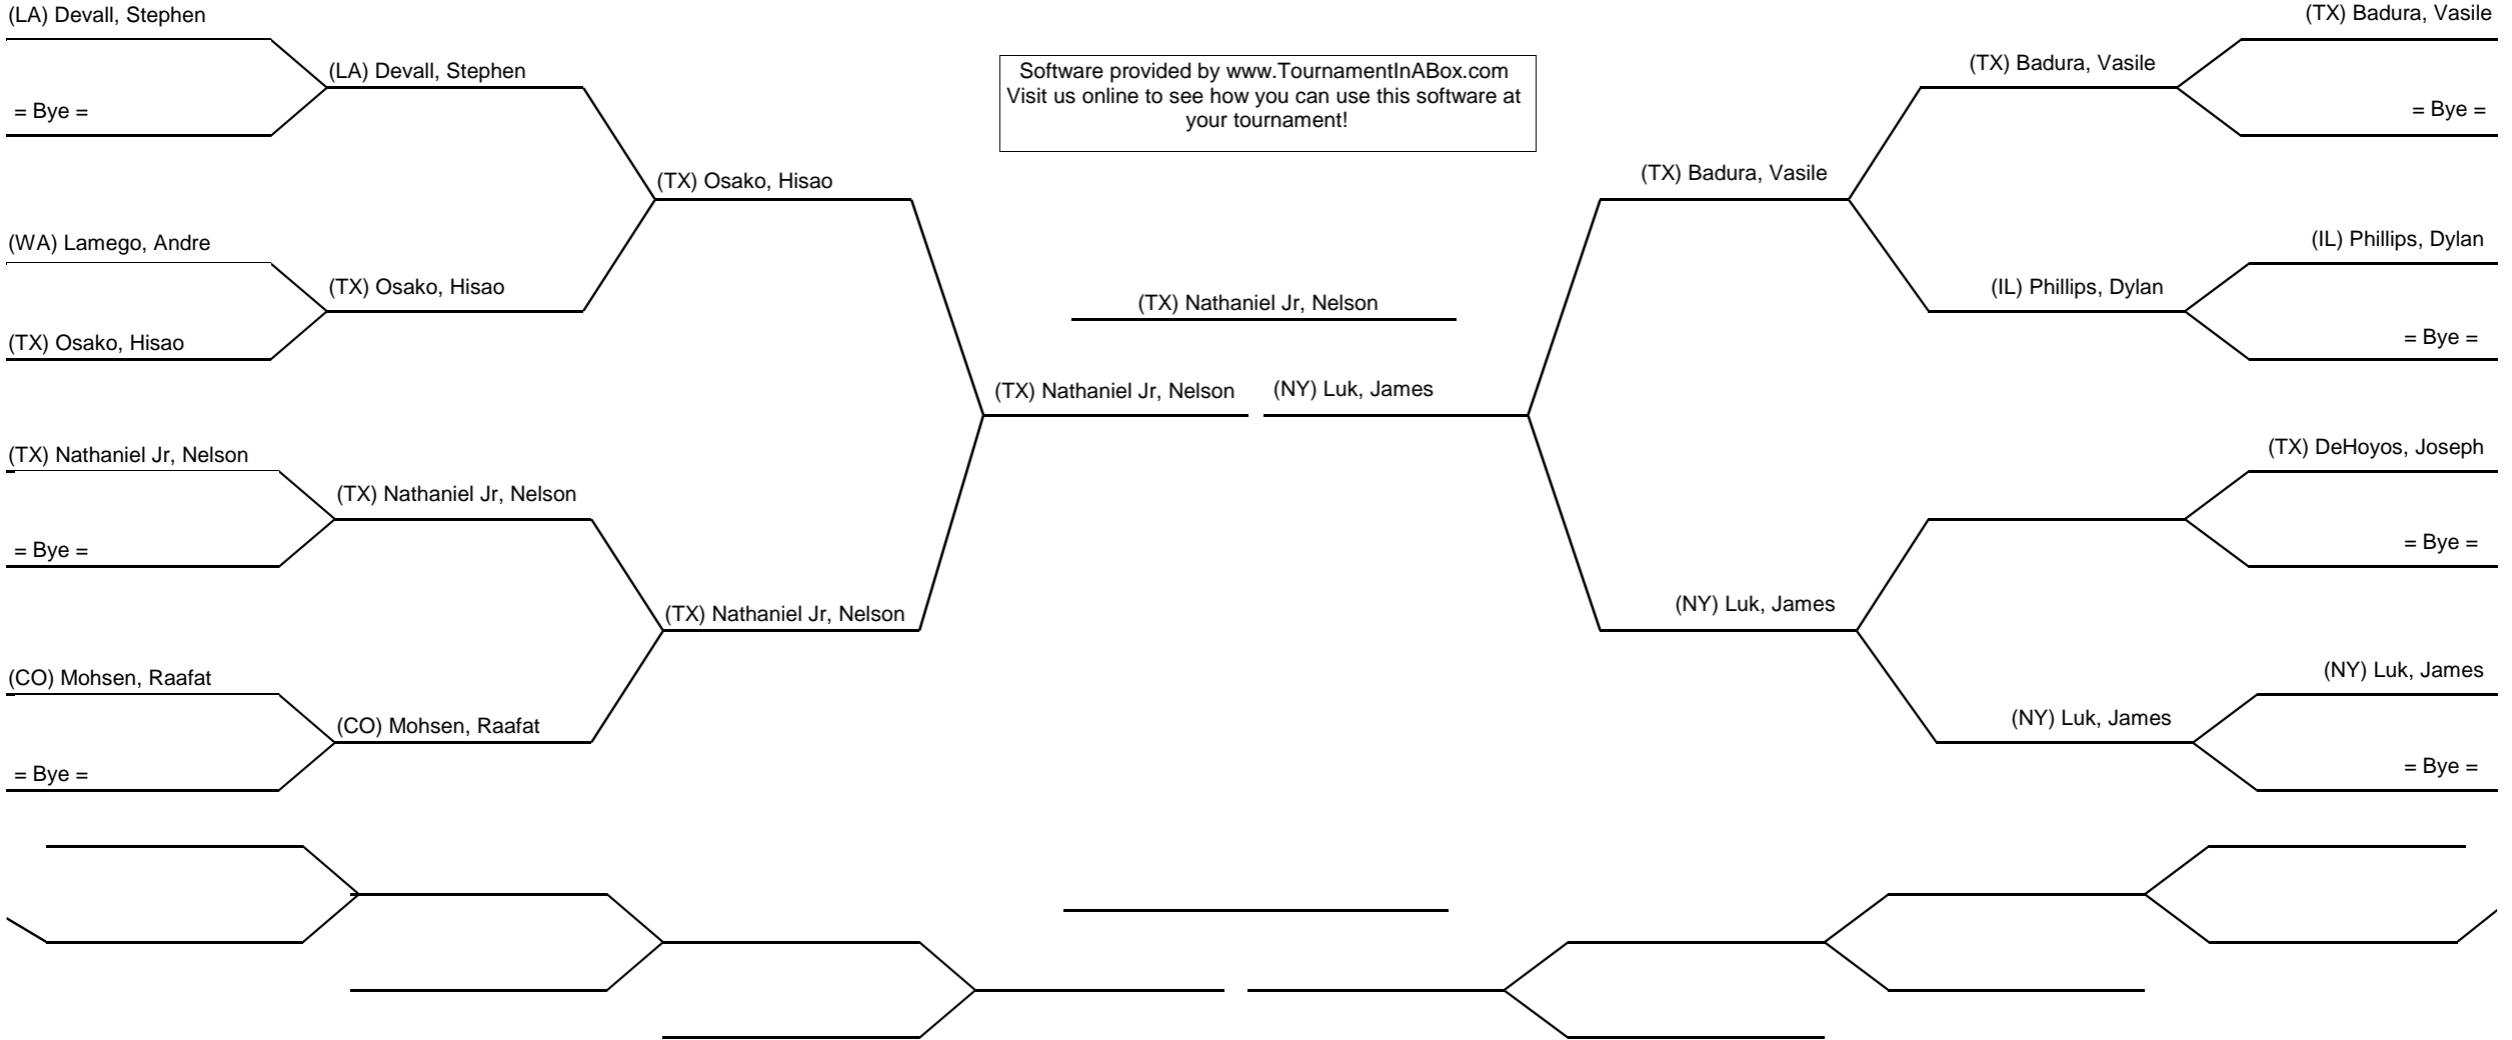 (LA) Devall, Stephen
(TX) Badura, Vasile
(LA) Devall, Stephen
Software provided by www.TournamentInABox.com
Visit us online to see how you can use this software at
your tournament!
(TX) Badura, Vasile
= Bye =
= Bye =
(TX) Osako, Hisao
(TX) Badura, Vasile
(WA) Lamego, Andre
(IL) Phillips, Dylan
(TX) Osako, Hisao
(TX) Nathaniel Jr, Nelson
(IL) Phillips, Dylan
(TX) Osako, Hisao
= Bye =
(TX) Nathaniel Jr, Nelson
(NY) Luk, James
(TX) Nathaniel Jr, Nelson
(TX) DeHoyos, Joseph
(TX) Nathaniel Jr, Nelson
= Bye =
= Bye =
(TX) Nathaniel Jr, Nelson
(NY) Luk, James
(CO) Mohsen, Raafat
(NY) Luk, James
(CO) Mohsen, Raafat
(NY) Luk, James
= Bye =
= Bye =